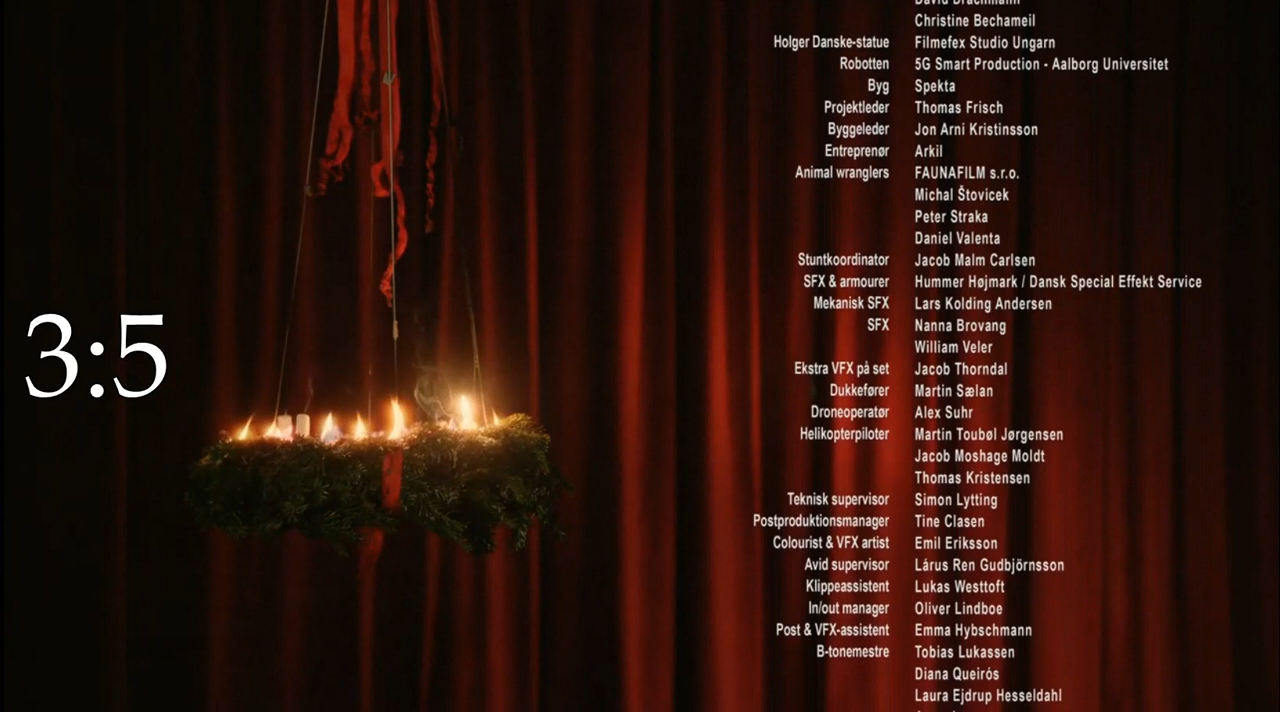 David Drachmann
Christine Bechameil
Holger Danske-statue Filmefex Studio Ungarn
Robotten 5G Smart Production - Aalborg Universitet
Byg Spekta
Projektleder Thomas Frisch
Byggeleder Jon Arni Kristinsson
Entreprenør Arkil
Animal wranglers FAUNAFILM s.r.o.
Michal Štovicek
Peter Straka
Daniel Valenta
Stuntkoordinator Jacob Malm Carlsen
SFX & armourer Hummer Højmark / Dansk Special Effekt Service
Mekanisk SFX Lars Kolding Andersen
SFX Nanna Brovang
William Veler
3:5
Ekstra VFX på set Jacob Thorndal
Dukkefører Martin Sælan
Droneoperatør Alex Suhr
Helikopterpiloter Martin Toubøl Jørgensen
Jacob Moshage Moldt
Thomas Kristensen
Teknisk supervisor Simon Lytting
Postproduktionsmanager Tine Clasen
Colourist & VFX artist Emil Eriksson
Avid supervisor Lárus Ren Gudbjörnsson
Klippeassistent Lukas Westtoft
In/out manager Oliver Lindboe
Post & VFX-assistent Emma Hybschmann
B-tonemestre Tobias Lukassen
Diana Queirós
Laura Ejdrup Hesseldahl